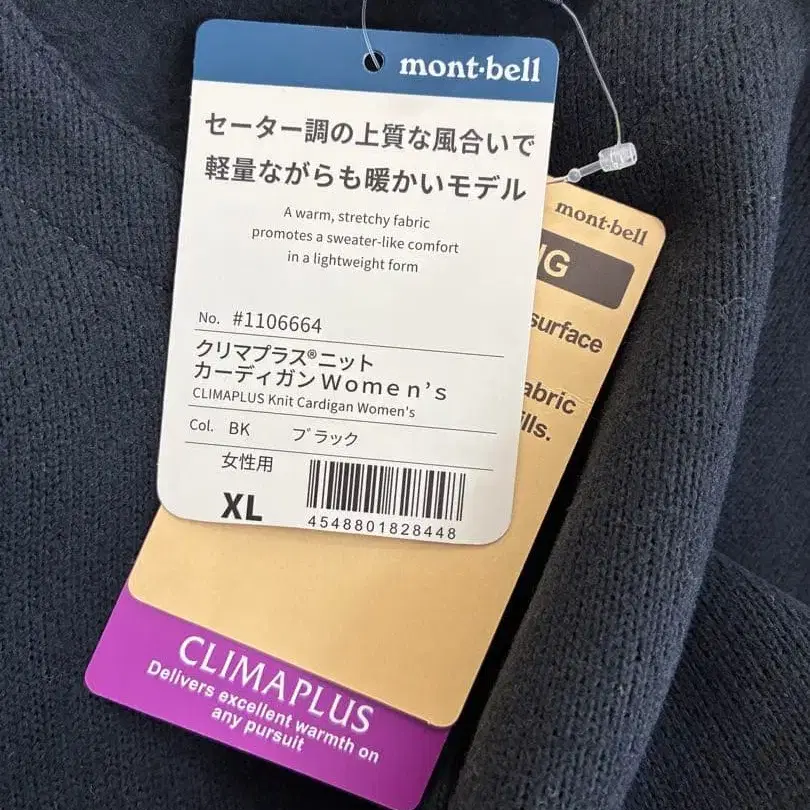 mont·bell
セーター調の上質な風合いで
軽量ながらも暖かいモデル
A warm, stretchy fabric
promotes a sweater-like comfort
in a lightweight form
No. #1106664
クリマプラス®ニット
カーディガンWomen's
CLIMAPLUS Knit Cardigan Women's
Col. BK ブラック
女性用
XL
4548801828448
mont·bell
surface
CLIMAPLUS
Delivers excellent warmth on
any pursuit